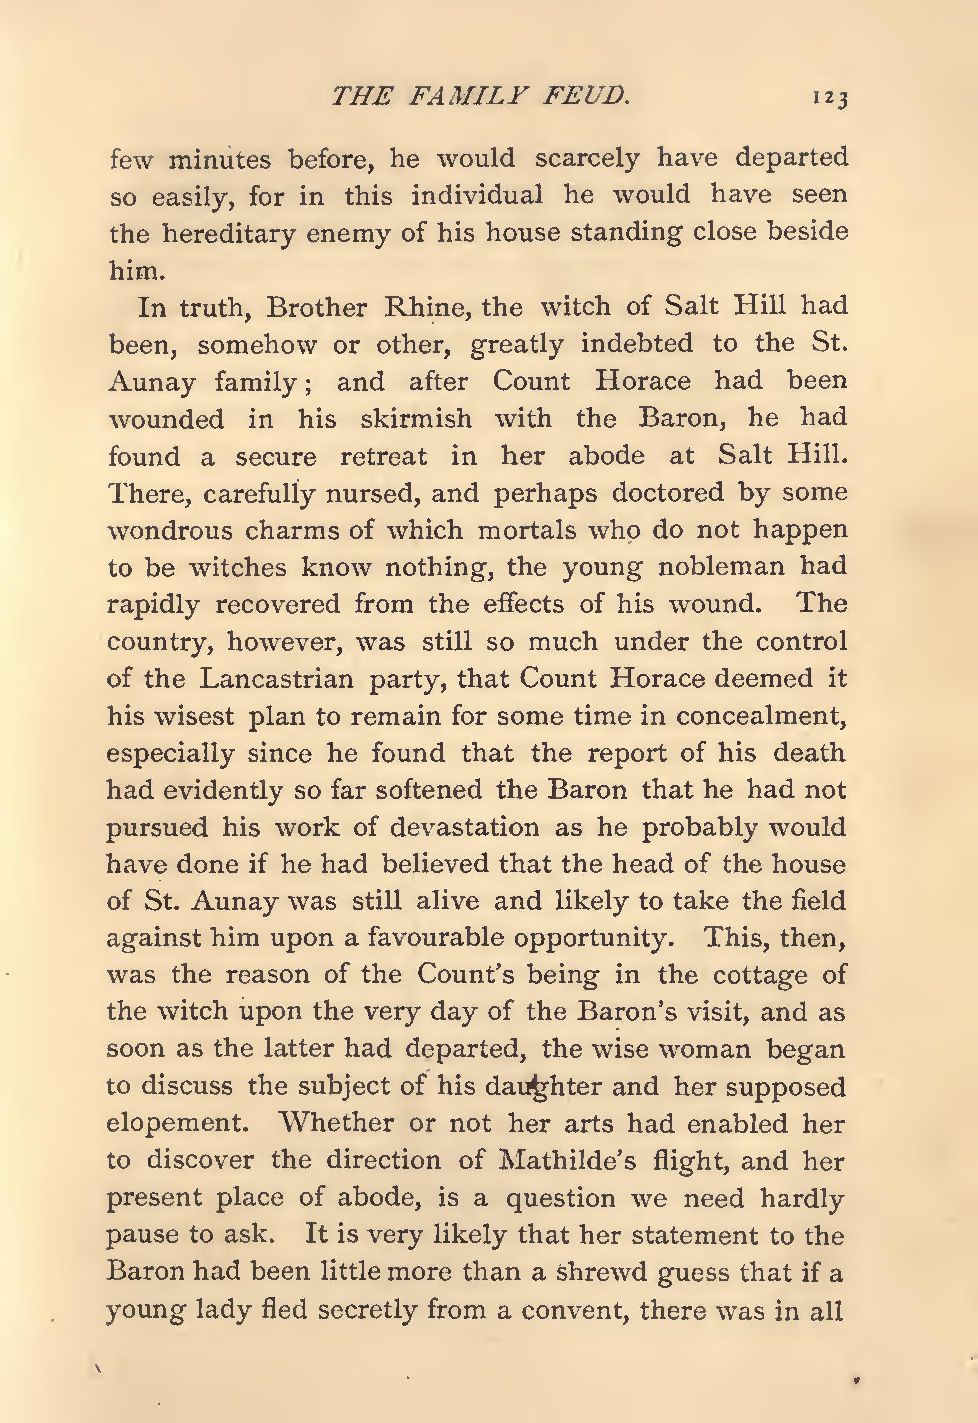 THE FAMILY FEUD. 123
few minutes before, he would scarcely have departed
so easily, for in this individual he would have seen
the hereditary enemy of his house standing close beside
him.
In truth, Brother Rhine, the witch of Salt Hill had
been, somehow or other, greatly indebted to the St.
Aunay family; and after Count Horace had been
wounded in his skirmish with the Baron, he had
found a secure retreat in her abode at Salt Hill.
There, carefully nursed, and perhaps doctored by some
wondrous charms of which mortals who do not happen
to be witches know nothing, the young nobleman had
rapidly recovered from the effects of his wound. The
country, however, was still so much under the control
of the Lancastrian party, that Count Horace deemed it
his wisest plan to remain for some time in concealment,
especially since he found that the report of his death
had evidently so far softened the Baron that he had not
pursued his work of devastation as he probably would
have done if he had believed that the head of the house
of St. Aunay was still alive and likely to take the field
against him upon a favourable opportunity. This, then,
was the reason of the Count's being in the cottage of
the witch upon the very day of the Baron's visit, and as
soon as the latter had departed, the wise woman began
to discuss the subject of his daughter and her supposed
elopement. Whether or not her arts had enabled her
to discover the direction of Mathilde's flight, and her
present place of abode, is a question we need hardly
pause to ask. It is very likely that her statement to the
Baron had been little more than a shrewd guess that if a
young lady fled secretly from a convent, there was in all